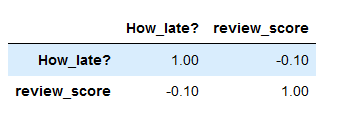 How_late? review_score
How_late? 1.00 -0.10
review_score -0.10 1.00